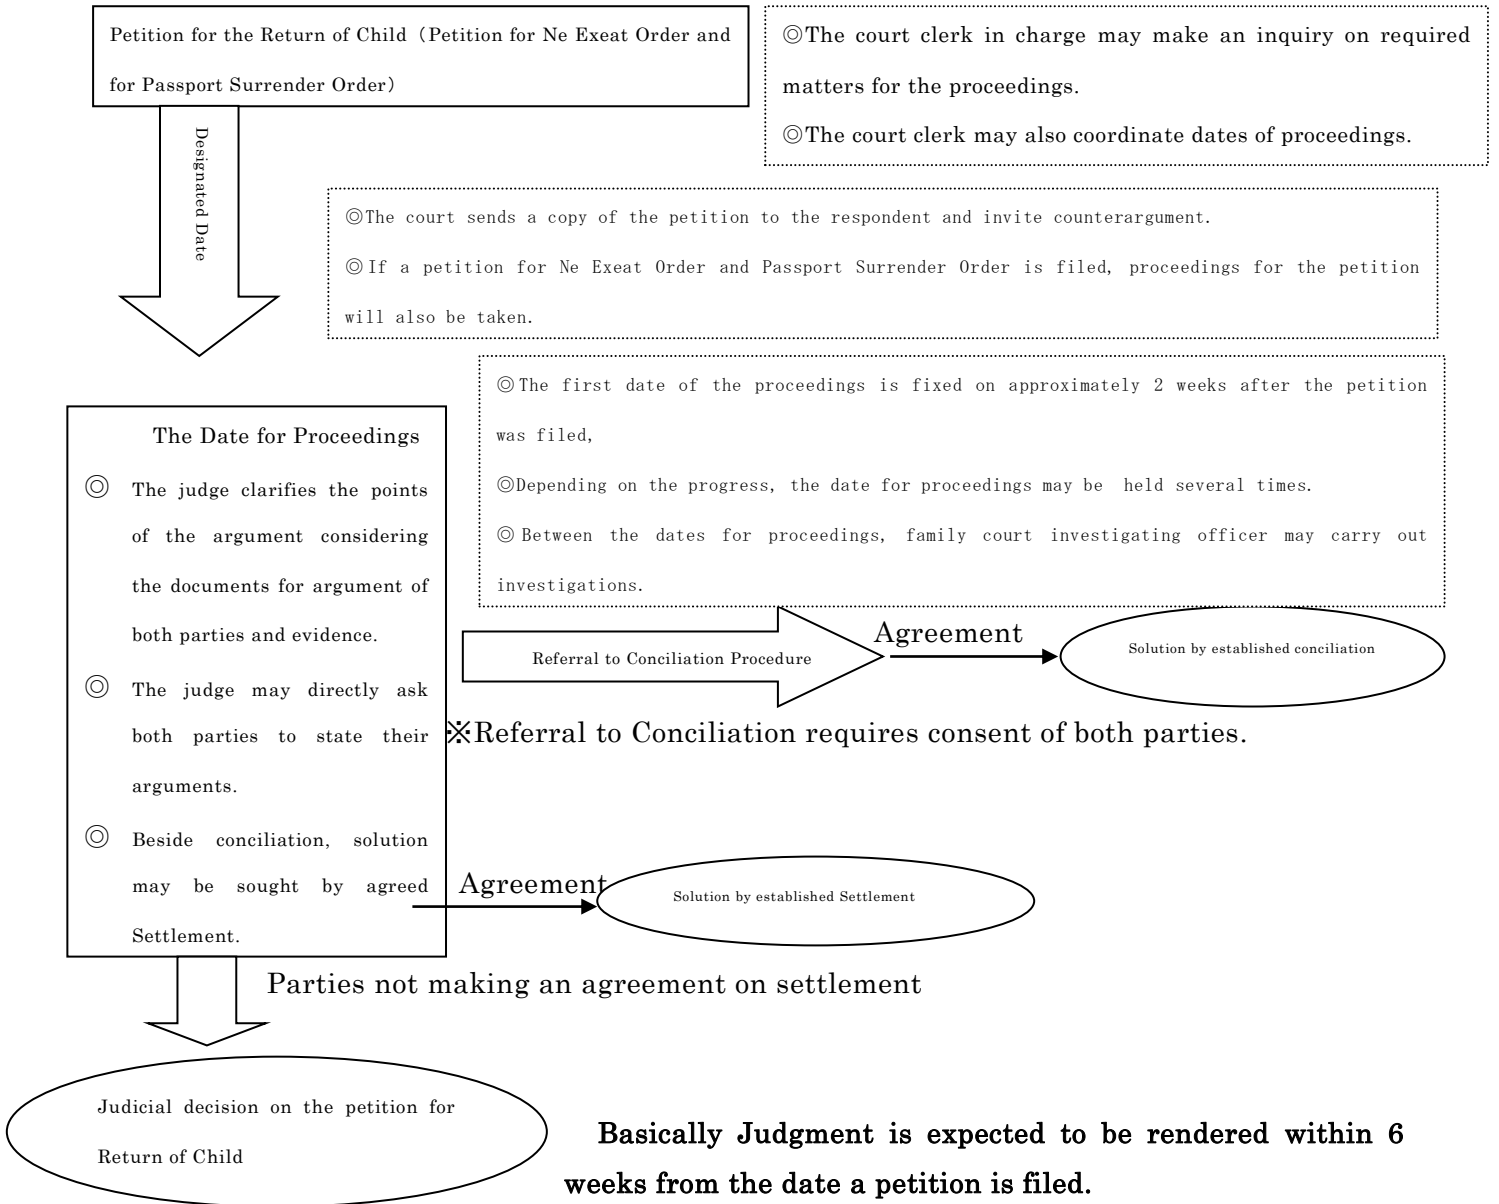 Petition for the Return of Child（Petition for Ne Exeat Order and
for Passport Surrender Order）
◎The court clerk in charge may make an inquiry on required
matters for the proceedings.
◎The court clerk may also coordinate dates of proceedings.
Designated Date
◎The court sends a copy of the petition to the respondent and invite counterargument.
◎If a petition for Ne Exeat Order and Passport Surrender Order is filed, proceedings for the petition
will also be taken.
◎The first date of the proceedings is fixed on approximately 2 weeks after the petition
was filed,
◎Depending on the progress, the date for proceedings may be held several times.
◎Between the dates for proceedings, family court investigating officer may carry out
investigations.
The Date for Proceedings
◎ The judge clarifies the points
of the argument considering
the documents for argument of
both parties and evidence.
◎ The judge may directly ask
both parties to state their
arguments.
◎ Beside conciliation, solution
may be sought by agreed
Settlement.
Referral to Conciliation Procedure
Agreement
Solution by established conciliation
※Referral to Conciliation requires consent of both parties.
Agreement
Solution by established Settlement
Parties not making an agreement on settlement
Judicial decision on the petition for
Return of Child
Basically Judgment is expected to be rendered within 6
weeks from the date a petition is filed.